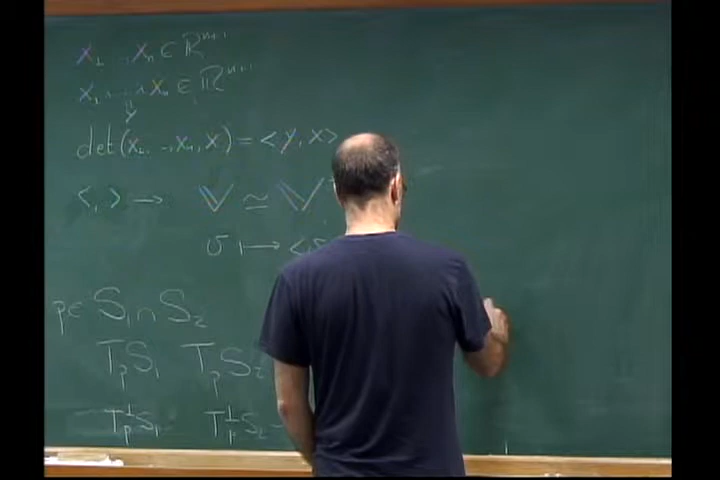 x₁...xₙ ∈ ℝⁿ⁺¹
x₁∧...∧xₙ ∈ ℝⁿ⁺¹
||
y
det(x₁...,xₙ,x) = <y,x>
<,> → V ≃ V
v ↦ <
p ∈ S₁ ∩ S₂
TₚS₁ TₚS₂
Tₚ⊥S₁ Tₚ⊥S₂